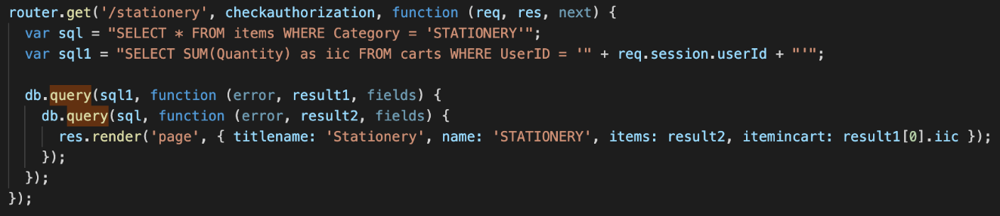 router.get('/stationery', checkauthorization, function (req, res, next) {
  var sql = "SELECT * FROM items WHERE Category = 'STATIONERY'";
  var sql1 = "SELECT SUM(Quantity) as iic FROM carts WHERE UserID = '" + req.session.userId + "'";
  db.query(sql1, function (error, result1, fields) {
    db.query(sql, function (error, result2, fields) {
      res.render('page', { titlename: 'Stationery', name: 'STATIONERY', items: result2, itemincart: result1[0].iic });
    });
  });
});